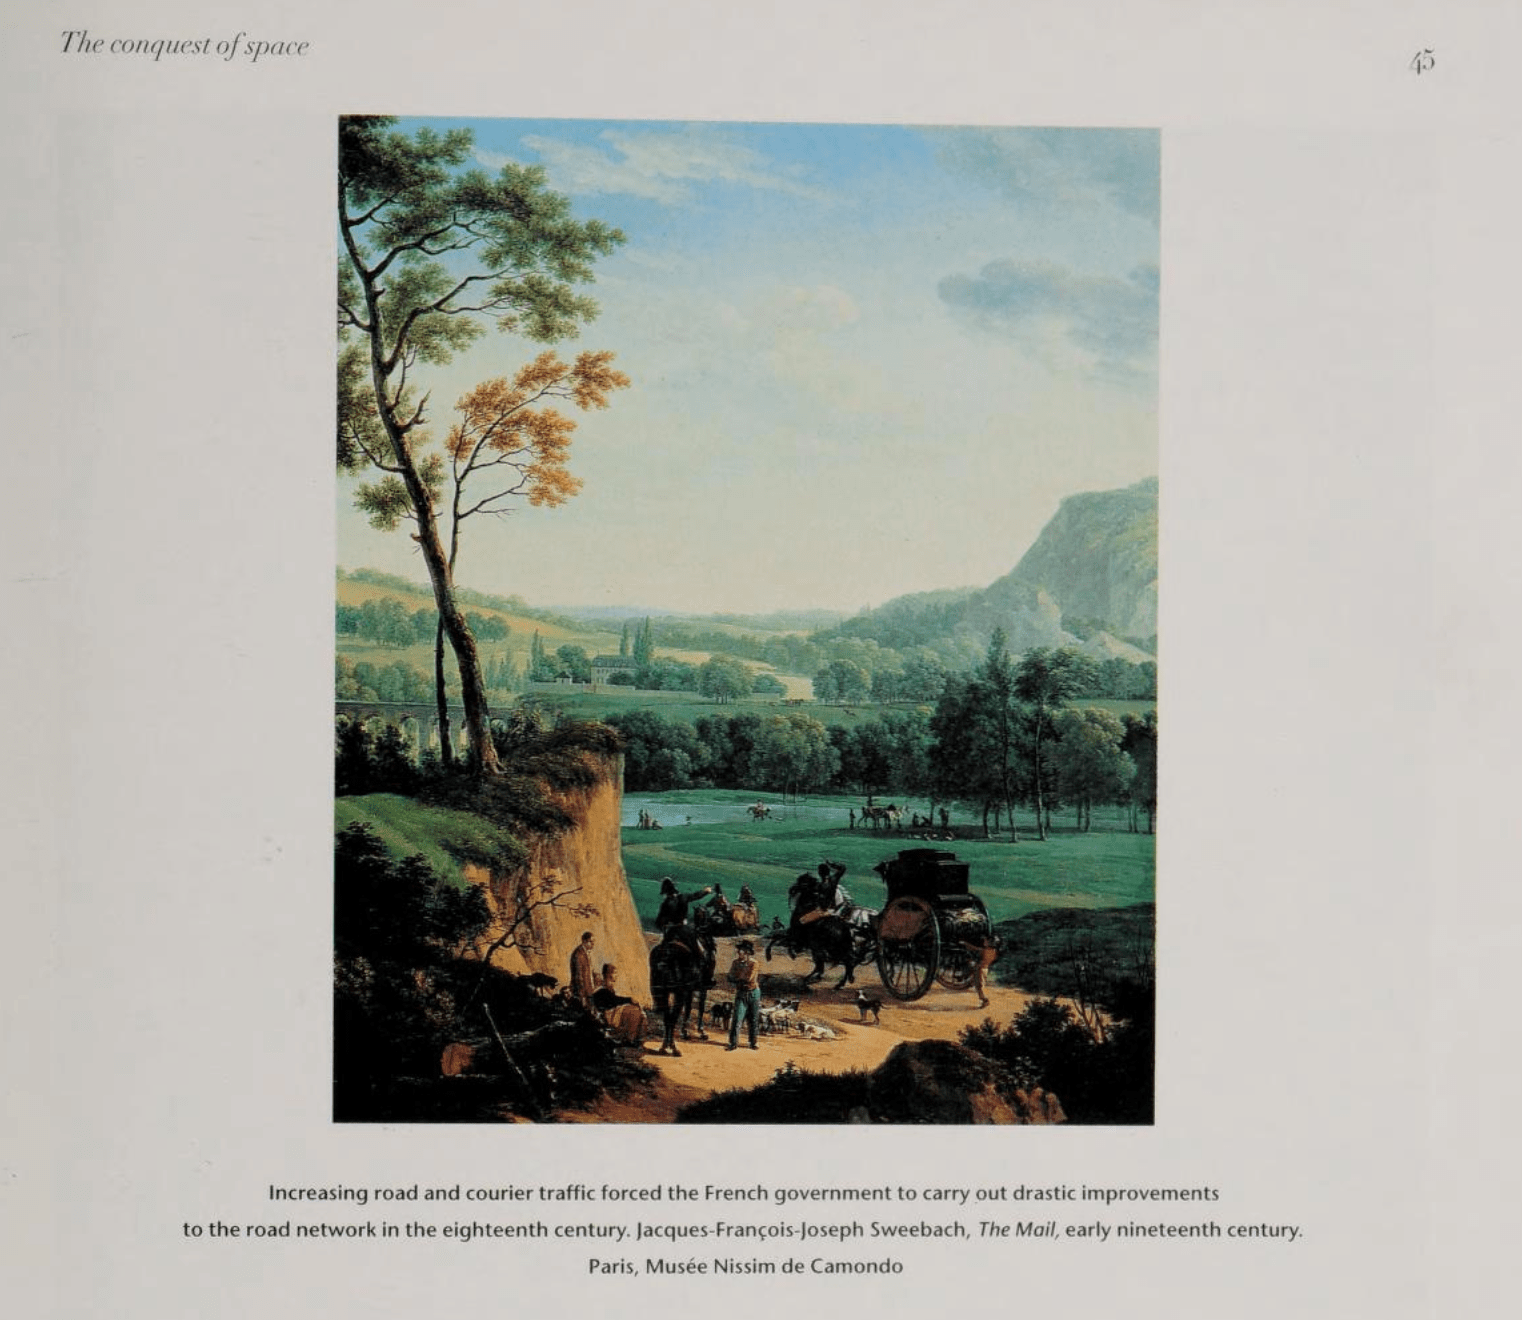 The conquest of space
45
Increasing road and courier traffic forced the French government to carry out drastic improvements
to the road network in the eighteenth century. Jacques-François-Joseph Sweebach, The Mail, early nineteenth century.
Paris, Musée Nissim de Camondo